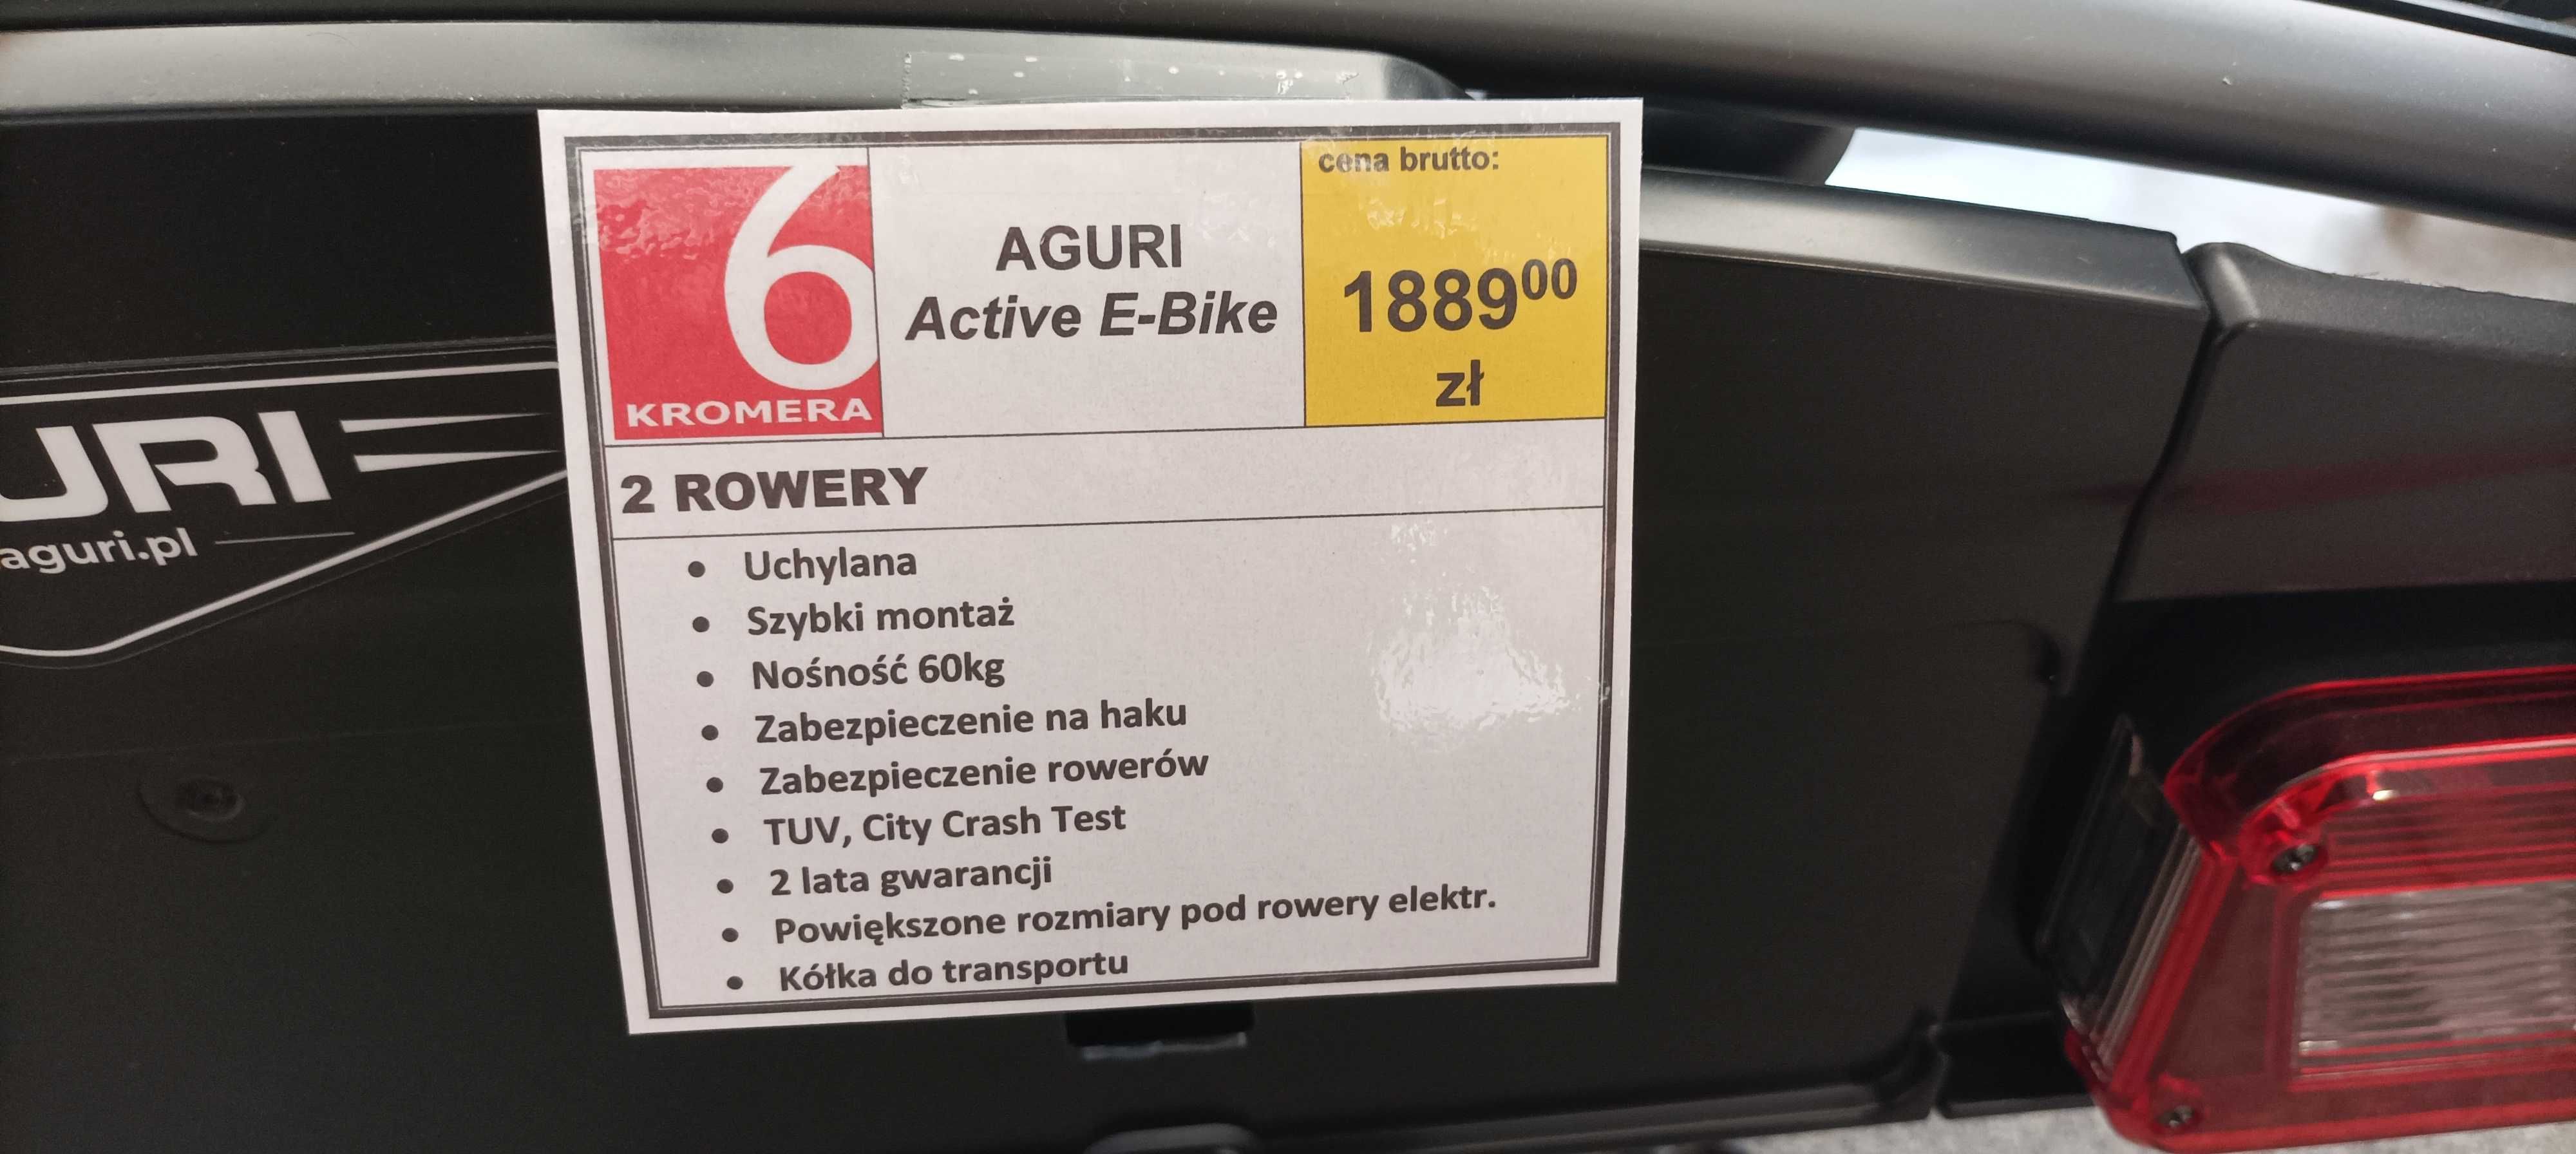 6
KROMERA
AGURI
Active E-Bike
cena brutto:
1889⁰⁰
zł
2 ROWERY
• Uchylana
• Szybki montaż
• Nośność 60kg
• Zabezpieczenie na haku
• Zabezpieczenie rowerów
• TUV, City Crash Test
• 2 lata gwarancji
• Powiększone rozmiary pod rowery elektr.
• Kółka do transportu
URI
aguri.pl